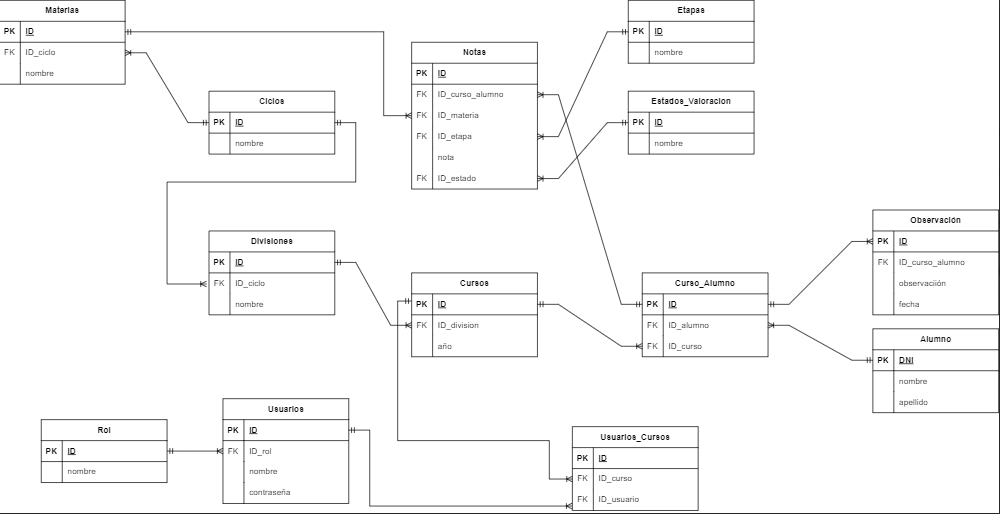 Materias
PK ID
FK ID_ciclo
nombre
Ciclos
PK ID
nombre
Notas
PK ID
FK ID_curso_alumno
FK ID_materia
FK ID_etapa
nota
FK ID_estado
Etapas
PK ID
nombre
Estados_Valoracion
PK ID
nombre
Divisiones
PK ID
FK ID_ciclo
nombre
Cursos
PK ID
FK ID_division
año
Curso_Alumno
PK ID
FK ID_alumno
FK ID_curso
Observación
PK ID
FK ID_curso_alumno
observaciión
fecha
Alumno
PK DNI
nombre
apellido
Rol
PK ID
nombre
Usuarios
PK ID
FK ID_rol
nombre
contraseña
Usuarios_Cursos
PK ID
FK ID_curso
FK ID_usuario